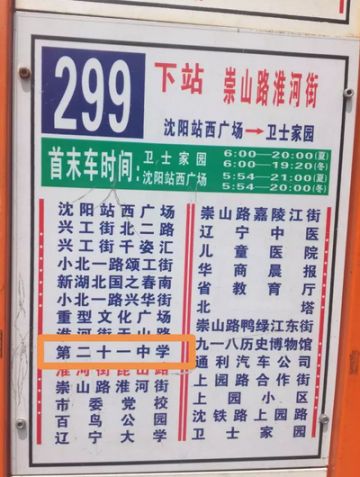 299
下站 崇山路淮河街
沈阳站西广场→卫士家园
首末车时间:
卫士家园 6:00-20:00(夏)
6:00-19:20(冬)
沈阳站西广场 5:54-21:00(夏)
5:54-20:00(冬)
沈阳站西广场
兴工街北二路
兴工街千姿汇
小北一路颂工街
新湖北国之春南
小北一路兴华街
重型文化广场
淮河街天山路
第二十一中学
淮河街昆山路
崇山路淮河街
市委党校
百鸟公园
辽宁大学
崇山路嘉陵江街
辽宁中医
儿童医院
华商晨报
省教育厅
北塔
崇山路鸭绿江东街
九一八历史博物馆
通利汽车公司
上园路合作街
上园小区
沈铁路上园路
卫士家园